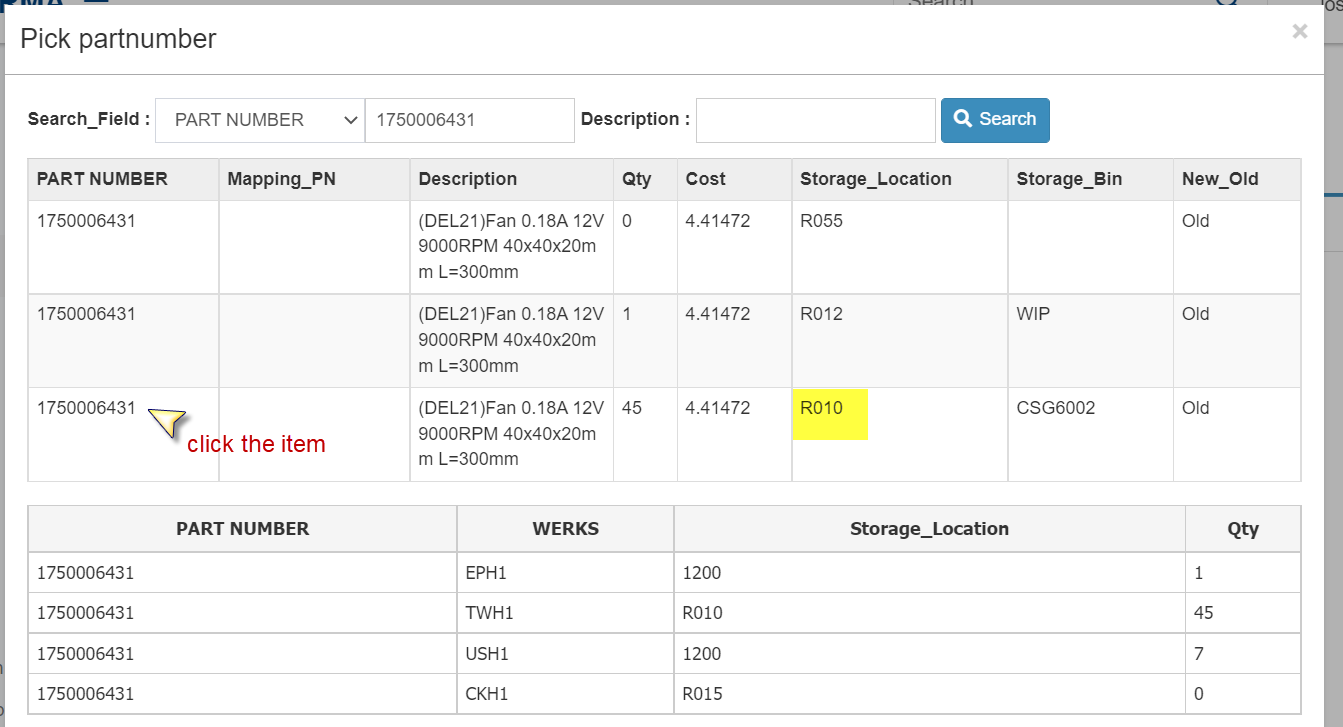 RMA
Search
Pick partnumber
×
Search_Field : PART NUMBER 1750006431 Description : Search
PART NUMBER Mapping_PN Description Qty Cost Storage_Location Storage_Bin New_Old
1750006431 (DEL21)Fan 0.18A 12V 0 4.41472 R055 Old
9000RPM 40x40x20m
m L=300mm
1750006431 (DEL21)Fan 0.18A 12V 1 4.41472 R012 WIP Old
9000RPM 40x40x20m
m L=300mm
1750006431 (DEL21)Fan 0.18A 12V 45 4.41472 R010 CSG6002 Old
9000RPM 40x40x20m
m L=300mm
click the item
PART NUMBER WERKS Storage_Location Qty
1750006431 EPH1 1200 1
1750006431 TWH1 R010 45
1750006431 USH1 1200 7
1750006431 CKH1 R015 0